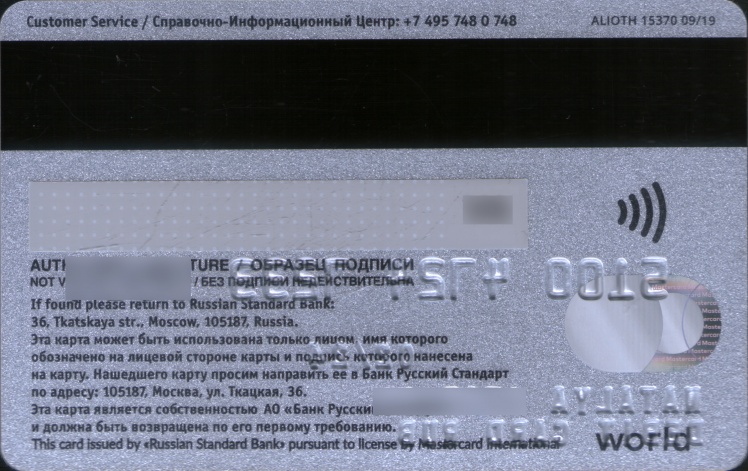 Customer Service / Справочно-Информационный Центр: +7 495 748 0 748
ALIOTH 15370 09/19
TURE / ОБРАЗЕЦ ПОДПИСИ
NOT / БЕЗ ПОДПИСИ НЕДЕЙСТВИТЕЛЬНА
If found please return to Russian Standard Bank:
36, Tkatskaya str., Moscow, 105187, Russia.
Эта карта может быть использована только лицом, имя которого
обозначено на лицевой стороне карты и подпись которого нанесена
на карту. Нашедшего карту просим направить ее в Банк Русский Стандарт
по адресу: 105187, Москва, ул. Ткацкая, 36.
Эта карта является собственностью АО «Банк Русски
и должна быть возвращена по его первому требованию.
This card issued by «Russian Standard Bank» pursuant to license by Mastercard International
world